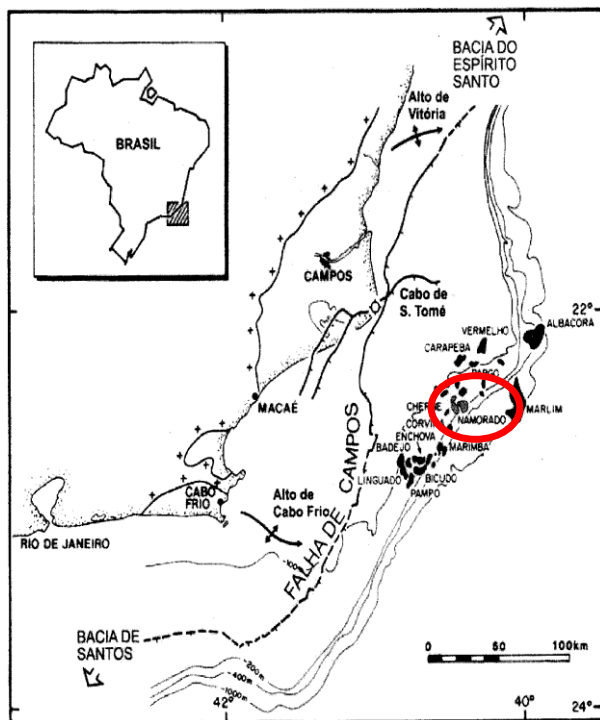 BACIA DO
ESPÍRITO
SANTO
Alto de
Vitória
BRASIL
CAMPOS
Cabo de
S. Tomé
22°
ALBACORA
VERMELHO
CARAPEBA
PARGO
MACAÉ
CHERNE
NAMORADO
MARLIM
CORVINA
ENCHOVA
MARIMBÁ
BADEJO
LINGUADO
BICUDO
PAMPO
FALHA DE CAMPOS
CABO
FRIO
Alto de
Cabo Frio
RIO DE JANEIRO
100m
BACIA DE
SANTOS
0 50 100km
-200m
-400m
-1000m
42°
40°
24°